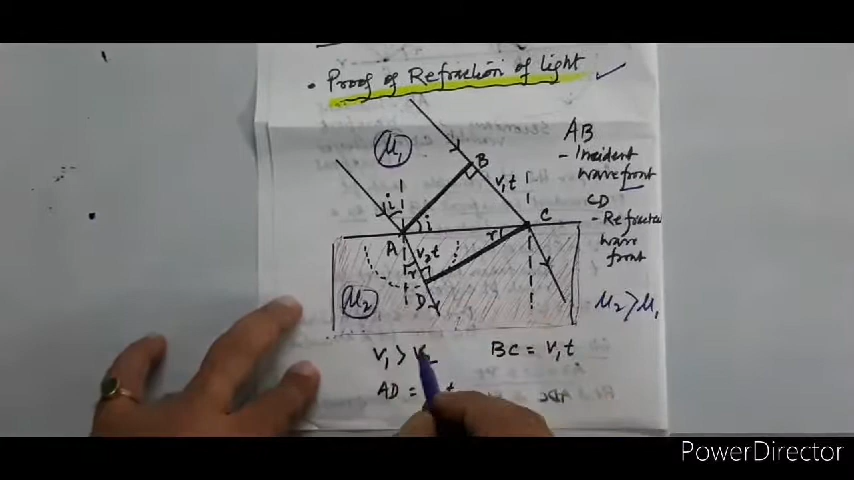 • Proof of Refraction of light
μ₁
AB
- Incident
wavefront
B
v₁t
CD
- Refracted
wave
front
i
i
A
C
r
v₂t
r
D
μ₂
μ₂>μ₁
v₁ >
BC = v₁t
AD = t
PowerDirector